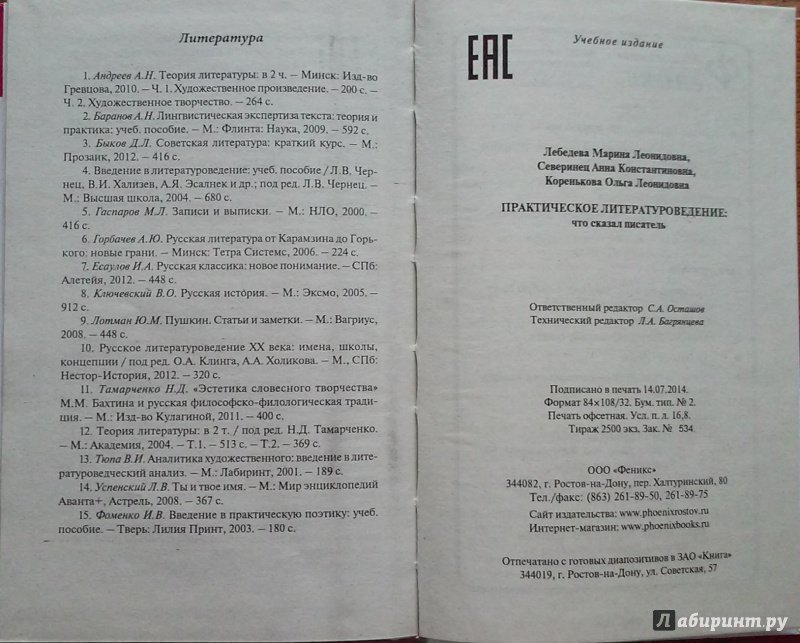 Литература
1. Андреев А.Н. Теория литературы: в 2 ч. – Минск: Изд-во
Гревцова, 2010. – Ч. 1. Художественное произведение. – 200 с. –
Ч. 2. Художественное творчество. – 264 с.
2. Баранов А.Н. Лингвистическая экспертиза текста: теория и
практика: учеб. пособие. – М.: Флинта: Наука, 2009. – 592 с.
3. Быков Д.Л. Советская литература: краткий курс. – М.:
Прозаик, 2012. – 416 с.
4. Введение в литературоведение: учеб. пособие / Л.В. Чер-
нец, В.И. Хализев, А.Я. Эсалнек и др.; под ред. Л.В. Чернец. –
М.: Высшая школа, 2004. – 680 с.
5. Гаспаров М.Л. Записи и выписки. – М.: НЛО, 2000. –
416 с.
6. Горбачев А.Ю. Русская литература от Карамзина до Горь-
кого: новые грани. – Минск: Тетра Системс, 2006. – 224 с.
7. Есаулов И.А. Русская классика: новое понимание. – СПб:
Алетейя, 2012. – 448 с.
8. Ключевский В.О. Русская история. – М.: Эксмо, 2005. –
912 с.
9. Лотман Ю.М. Пушкин. Статьи и заметки. – М.: Вагриус,
2008. – 448 с.
10. Русское литературоведение XX века: имена, школы,
концепции / под ред. О.А. Клинга, А.А. Холикова. – М., СПб:
Нестор-История, 2012. – 320 с.
11. Тамарченко Н.Д. «Эстетика словесного творчества»
М.М. Бахтина и русская философско-филологическая тради-
ция. – М.: Изд-во Кулагиной, 2011. – 400 с.
12. Теория литературы: в 2 т. / под ред. Н.Д. Тамарченко. –
М.: Академия, 2004. – Т.1. – 513 с. – Т.2. – 369 с.
13. Тюпа В.И. Аналитика художественного: введение в лите-
ратуроведческий анализ. – М.: Лабиринт, 2001. – 189 с.
14. Успенский Л.В. Ты и твое имя. – М.: Мир энциклопедий
Аванта+, Астрель, 2008. – 367 с.
15. Фоменко И.В. Введение в практическую поэтику: учеб.
пособие. – Тверь: Лилия Принт, 2003. – 180 с.
ЕАС
Учебное издание
Лебедева Марина Леонидовна,
Северинец Анна Константиновна,
Коренькова Ольга Леонидовна
ПРАКТИЧЕСКОЕ ЛИТЕРАТУРОВЕДЕНИЕ:
что сказал писатель
Ответственный редактор С.А. Осташов
Технический редактор Л.А. Багрянцева
Подписано в печать 14.07.2014.
Формат 84×108/32. Бум. тип. № 2.
Печать офсетная. Усл. п. л. 16,8.
Тираж 2500 экз. Зак. № 534.
ООО «Феникс»
344082, г. Ростов-на-Дону, пер. Халтуринский, 80
Тел./факс: (863) 261-89-50, 261-89-75
Сайт издательства: www.phoenixrostov.ru
Интернет-магазин: www.phoenixbooks.ru
Отпечатано с готовых диапозитивов в ЗАО «Книга»
344019, г. Ростов-на-Дону, ул. Советская, 57
Лабиринт.ру